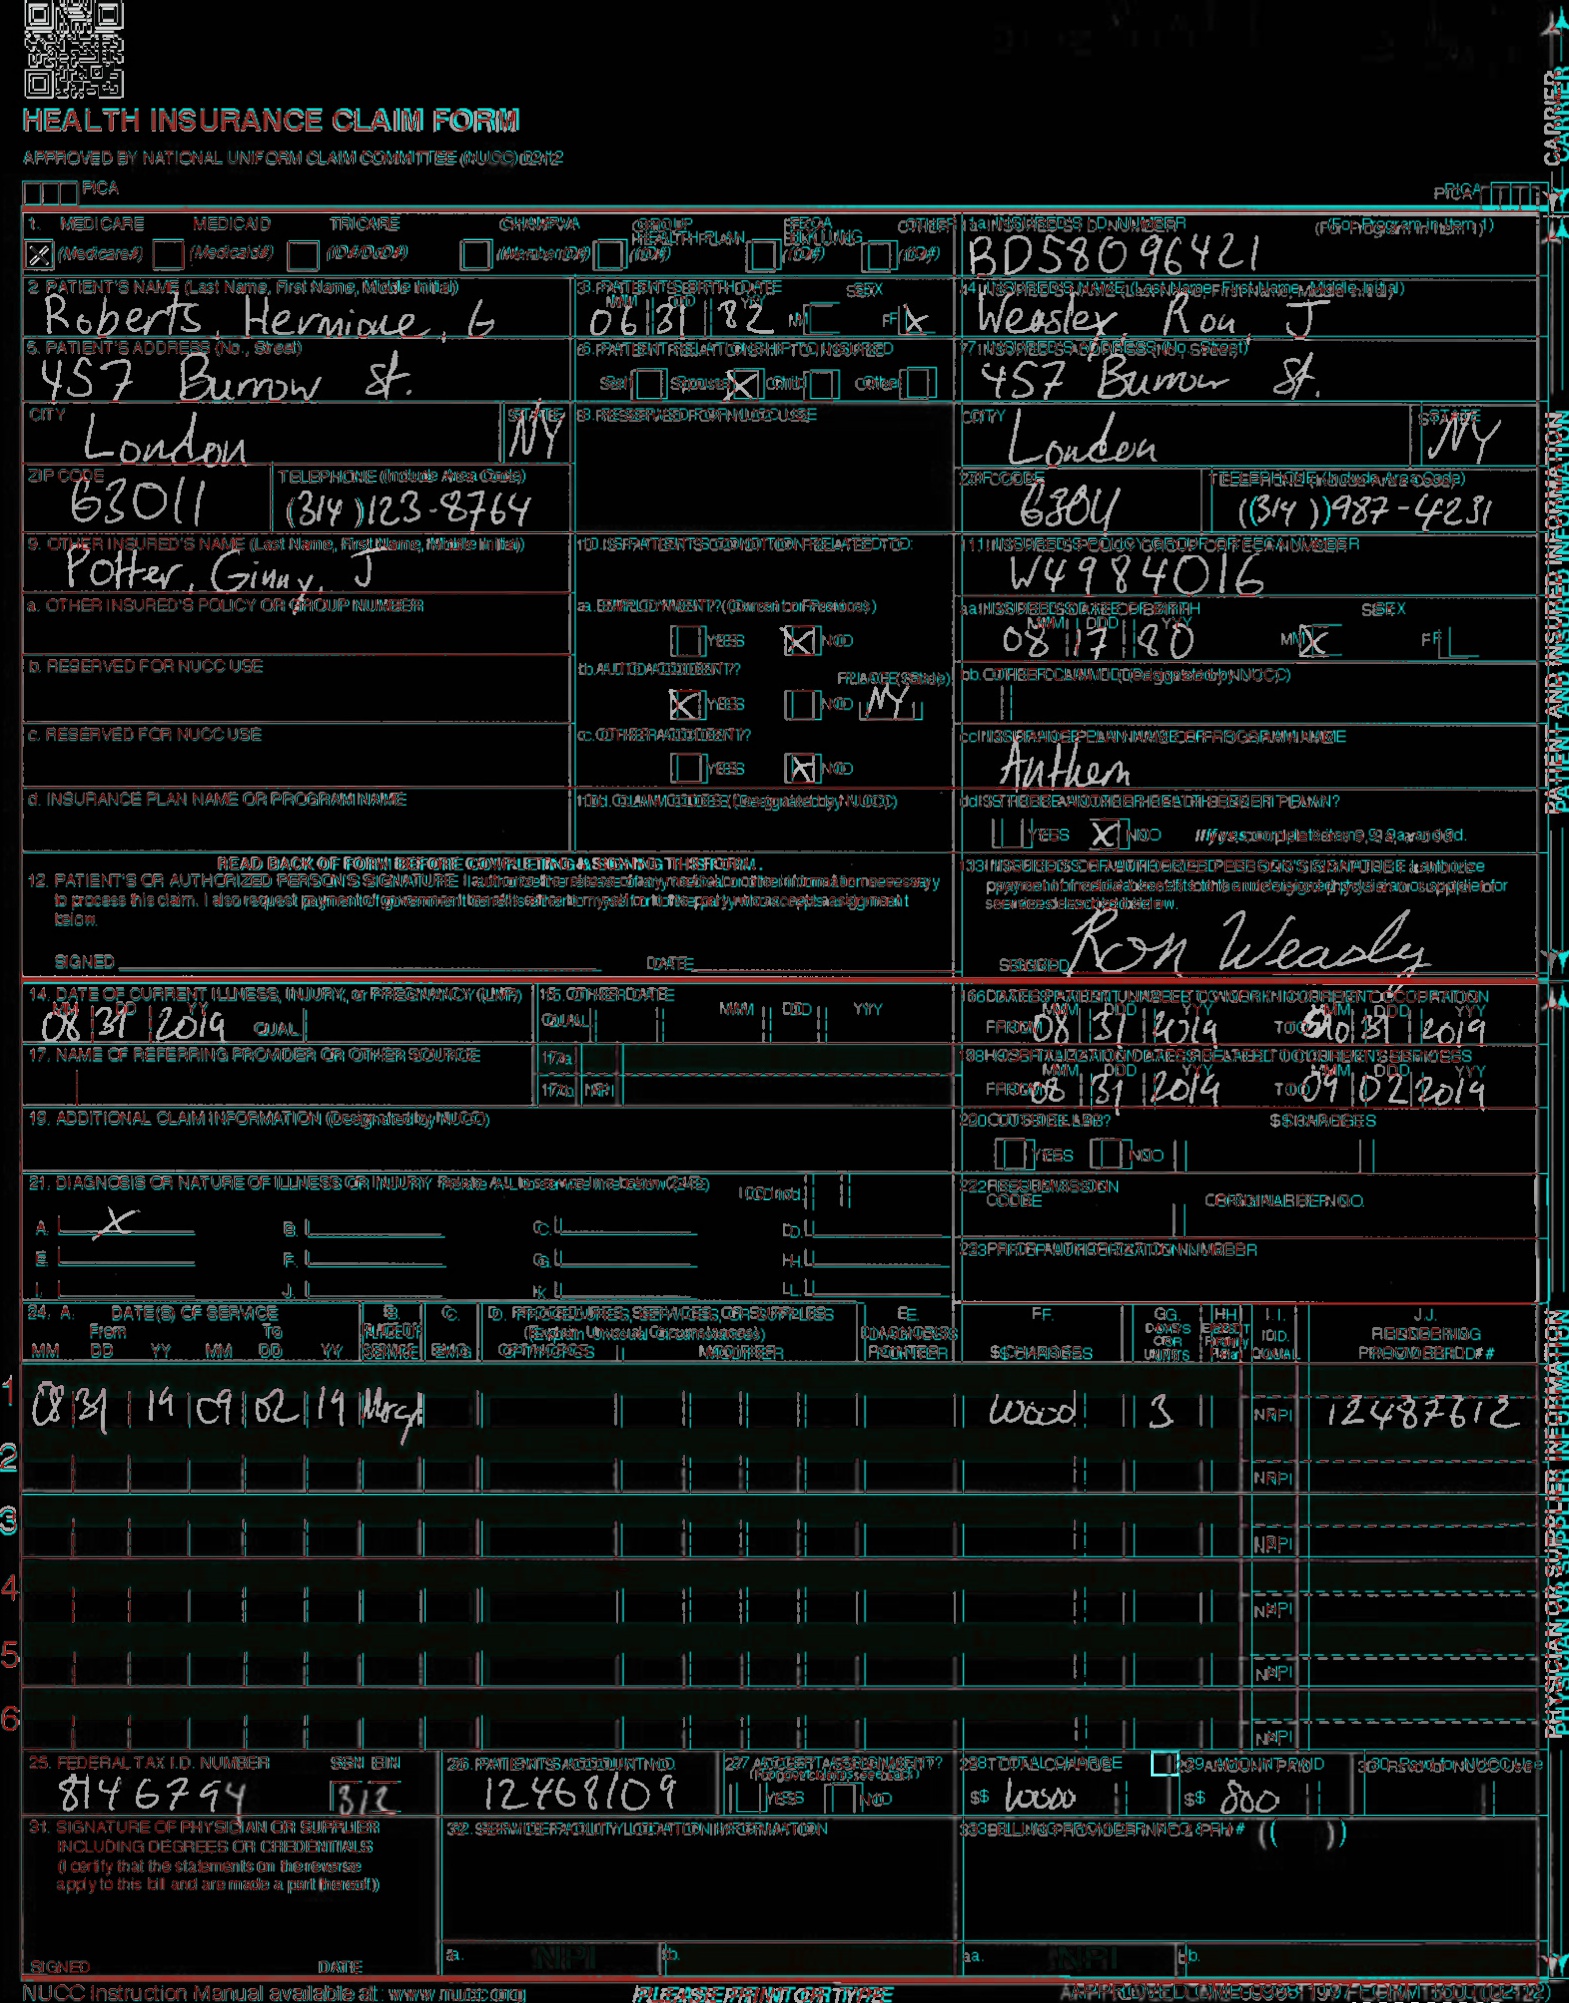 HEALTH INSURANCE CLAIM FORM
APPROVED BY NATIONAL UNIFORM CLAIM COMMITTEE (NUCC) 02/12
PICA
PICA
CARRIER
1. MEDICARE MEDICAID TRICARE CHAMPVA GROUP HEALTH PLAN FECA BLK LUNG OTHER
(Medicare#) (Medicaid#) (ID#/DoD#) (Member ID#) (ID#) (ID#) (ID#)
1a. INSURED'S I.D. NUMBER (For Program in Item 1)
BD58096421
2. PATIENT'S NAME (Last Name, First Name, Middle Initial)
Roberts, Hermione, G
3. PATIENT'S BIRTH DATE SEX
MM DD YY
06 31 82 M F X
4. INSURED'S NAME (Last Name, First Name, Middle Initial)
Weasley, Ron, J
5. PATIENT'S ADDRESS (No., Street)
457 Burrow St.
6. PATIENT RELATIONSHIP TO INSURED
Self Spouse X Child Other
7. INSURED'S ADDRESS (No., Street)
457 Burrow St.
CITY STATE
London NY
8. RESERVED FOR NUCC USE
CITY STATE
London NY
ZIP CODE TELEPHONE (Include Area Code)
63011 (314) 123-8764
ZIP CODE TELEPHONE (Include Area Code)
63011 (314) 987-4231
9. OTHER INSURED'S NAME (Last Name, First Name, Middle Initial)
Potter, Ginny, J
10. IS PATIENT'S CONDITION RELATED TO:
11. INSURED'S POLICY GROUP OR FECA NUMBER
W4984016
a. OTHER INSURED'S POLICY OR GROUP NUMBER
a. EMPLOYMENT? (Current or Previous)
YES X NO
a. INSURED'S DATE OF BIRTH SEX
MM DD YY
08 17 80 M X F
b. RESERVED FOR NUCC USE
b. AUTO ACCIDENT? PLACE (State)
X YES NO NY
b. OTHER CLAIM ID (Designated by NUCC)
c. RESERVED FOR NUCC USE
c. OTHER ACCIDENT?
YES X NO
c. INSURANCE PLAN NAME OR PROGRAM NAME
Anthem
d. INSURANCE PLAN NAME OR PROGRAM NAME
10d. CLAIM CODES (Designated by NUCC)
d. IS THERE ANOTHER HEALTH BENEFIT PLAN?
YES X NO If yes, complete items 9, 9a, and 9d.
PATIENT AND INSURED INFORMATION
READ BACK OF FORM BEFORE COMPLETING & SIGNING THIS FORM.
12. PATIENT'S OR AUTHORIZED PERSON'S SIGNATURE I authorize the release of any medical or other information necessary
to process this claim. I also request payment of government benefits either to myself or to the party who accepts assignment
below.
SIGNED DATE
13. INSURED'S OR AUTHORIZED PERSON'S SIGNATURE I authorize
payment of medical benefits to the undersigned physician or supplier for
services described below.
SIGNED Ron Weasly
14. DATE OF CURRENT ILLNESS, INJURY, or PREGNANCY (LMP)
MM DD YY
08 31 2019 QUAL.
15. OTHER DATE
QUAL. MM DD YY
16. DATES PATIENT UNABLE TO WORK IN CURRENT OCCUPATION
MM DD YY MM DD YY
FROM 08 31 2019 TO 10 31 2019
17. NAME OF REFERRING PROVIDER OR OTHER SOURCE
17a.
17b. NPI
18. HOSPITALIZATION DATES RELATED TO CURRENT SERVICES
MM DD YY MM DD YY
FROM 08 31 2019 TO 09 02 2019
19. ADDITIONAL CLAIM INFORMATION (Designated by NUCC)
20. OUTSIDE LAB? $ CHARGES
YES NO
21. DIAGNOSIS OR NATURE OF ILLNESS OR INJURY Relate A-L to service line below (24E)
ICD Ind.
A. X B. C. D.
E. F. G. H.
I. J. K. L.
22. RESUBMISSION
CODE ORIGINAL REF. NO.
23. PRIOR AUTHORIZATION NUMBER
24. A. DATE(S) OF SERVICE B. C. D. PROCEDURES, SERVICES, OR SUPPLIES E. F. G. H. I. J.
From To PLACE OF (Explain Unusual Circumstances) DIAGNOSIS DAYS OR EPSDT Family ID. RENDERING
MM DD YY MM DD YY SERVICE EMG CPT/HCPCS MODIFIER POINTER $ CHARGES UNITS Plan QUAL. PROVIDER ID. #
1 08 31 19 09 02 19 3 NPI 12487612
2 NPI
3 NPI
4 NPI
5 NPI
6 NPI
PHYSICIAN OR SUPPLIER INFORMATION
25. FEDERAL TAX I.D. NUMBER SSN EIN
8146794 312
26. PATIENT'S ACCOUNT NO.
12468109
27. ACCEPT ASSIGNMENT?
(For govt. claims, see back)
YES NO
28. TOTAL CHARGE
$ 10000
29. AMOUNT PAID
$ 800
30. Rsvd for NUCC Use
31. SIGNATURE OF PHYSICIAN OR SUPPLIER
INCLUDING DEGREES OR CREDENTIALS
(I certify that the statements on the reverse
apply to this bill and are made a part thereof.)
SIGNED DATE
32. SERVICE FACILITY LOCATION INFORMATION
a. NPI b.
33. BILLING PROVIDER INFO & PH # ( )
a. NPI b.
NUCC Instruction Manual available at: www.nucc.org
PLEASE PRINT OR TYPE